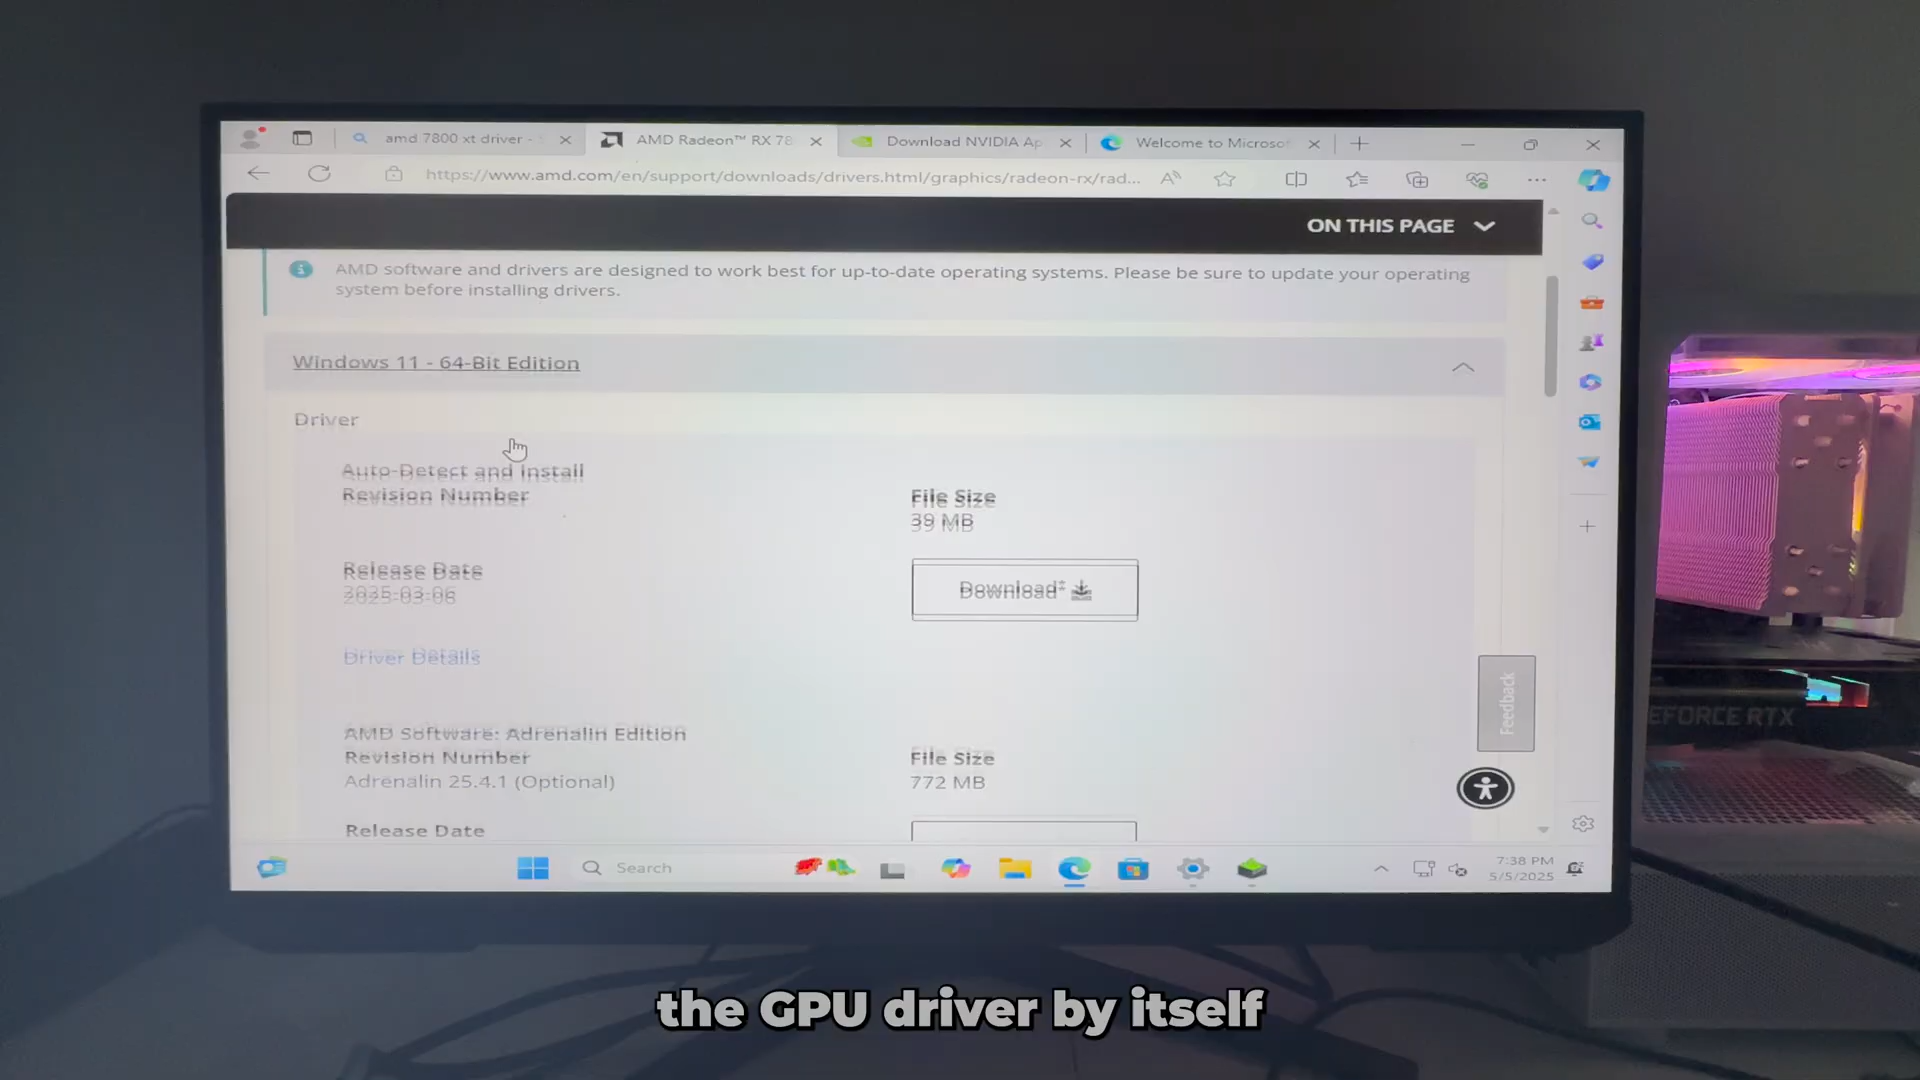 amd 7800 xt driver -
AMD Radeon™ RX 78
Download NVIDIA Ap
Welcome to Microsof
https://www.amd.com/en/support/downloads/drivers.html/graphics/radeon-rx/rad...
ON THIS PAGE
AMD software and drivers are designed to work best for up-to-date operating systems. Please be sure to update your operating
system before installing drivers.
Windows 11 - 64-Bit Edition
Driver
Auto-Detect and Install
Revision Number
File Size
39 MB
Release Date
2025-03-06
Download*
Driver Details
AMD Software: Adrenalin Edition
Revision Number
Adrenalin 25.4.1 (Optional)
File Size
772 MB
Release Date
Feedback
EFORCE RTX
Search
7:38 PM
5/5/2025
the GPU driver by itself